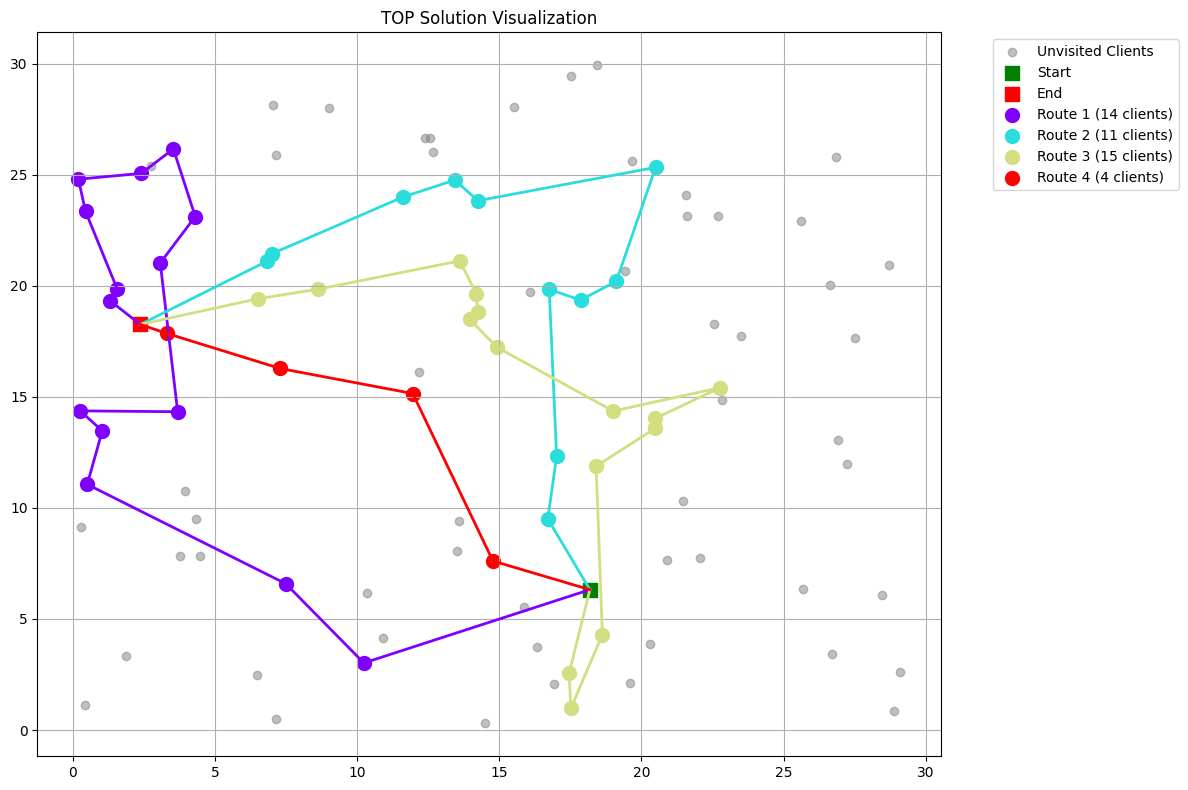 TOP Solution Visualization
30
25
20
15
10
5
0
0 5 10 15 20 25 30
Unvisited Clients
Start
End
Route 1 (14 clients)
Route 2 (11 clients)
Route 3 (15 clients)
Route 4 (4 clients)